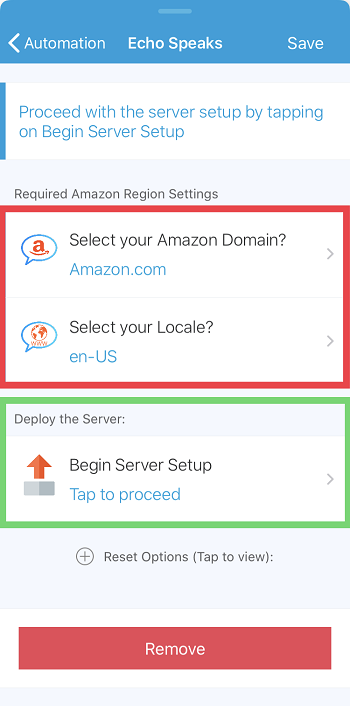 Automation
Echo Speaks
Save
Proceed with the server setup by tapping
on Begin Server Setup
Required Amazon Region Settings
Select your Amazon Domain?
Amazon.com
Select your Locale?
www
en-US
Deploy the Server:
Begin Server Setup
Tap to proceed
Reset Options (Tap to view):
Remove